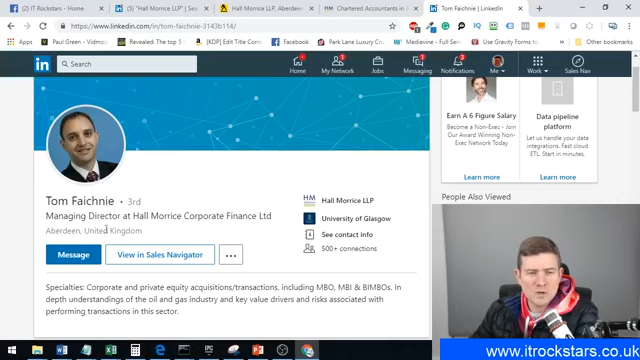 IT Rockstars - Home
"Hall Morrice LLP" | Sea
Hall Morrice LLP, Aberdeen
Chartered Accountants in
Tom Faichnie | LinkedIn
https://www.linkedin.com/in/tom-faichnie-3143b114/
Apps
Paul Green - Vidmo
Revealed: The top 5
[KDP] Edit Title Creat
Facebook
Park Lane Luxury Ch
Mediavine - Full-Servi
Use Gravity Forms to
Other bookmarks
in
Search
Home
My Network
Jobs
Messaging
Notifications
Me
Work
Sales Nav
Earn A 6 Figure Salary
Become a Non-Exec - Join
Our Award Winning Non-
Exec Network Today
Learn more
Data pipeline
platform
Let us handle your data
integrations. Fast cloud
ETL. Start in minutes.
Learn more
People Also Viewed
Tom Faichnie • 3rd
Managing Director at Hall Morrice Corporate Finance Ltd
Aberdeen, United Kingdom
Message
View in Sales Navigator
...
HM
Hall Morrice LLP
University of Glasgow
See contact info
500+ connections
Specialties: Corporate and private equity acquisitions/transactions, including MBO, MBI & BIMBOs. In
depth understandings of the oil and gas industry and key value drivers and risks associated with
performing transactions in this sector.
www.itrockstars.co.uk